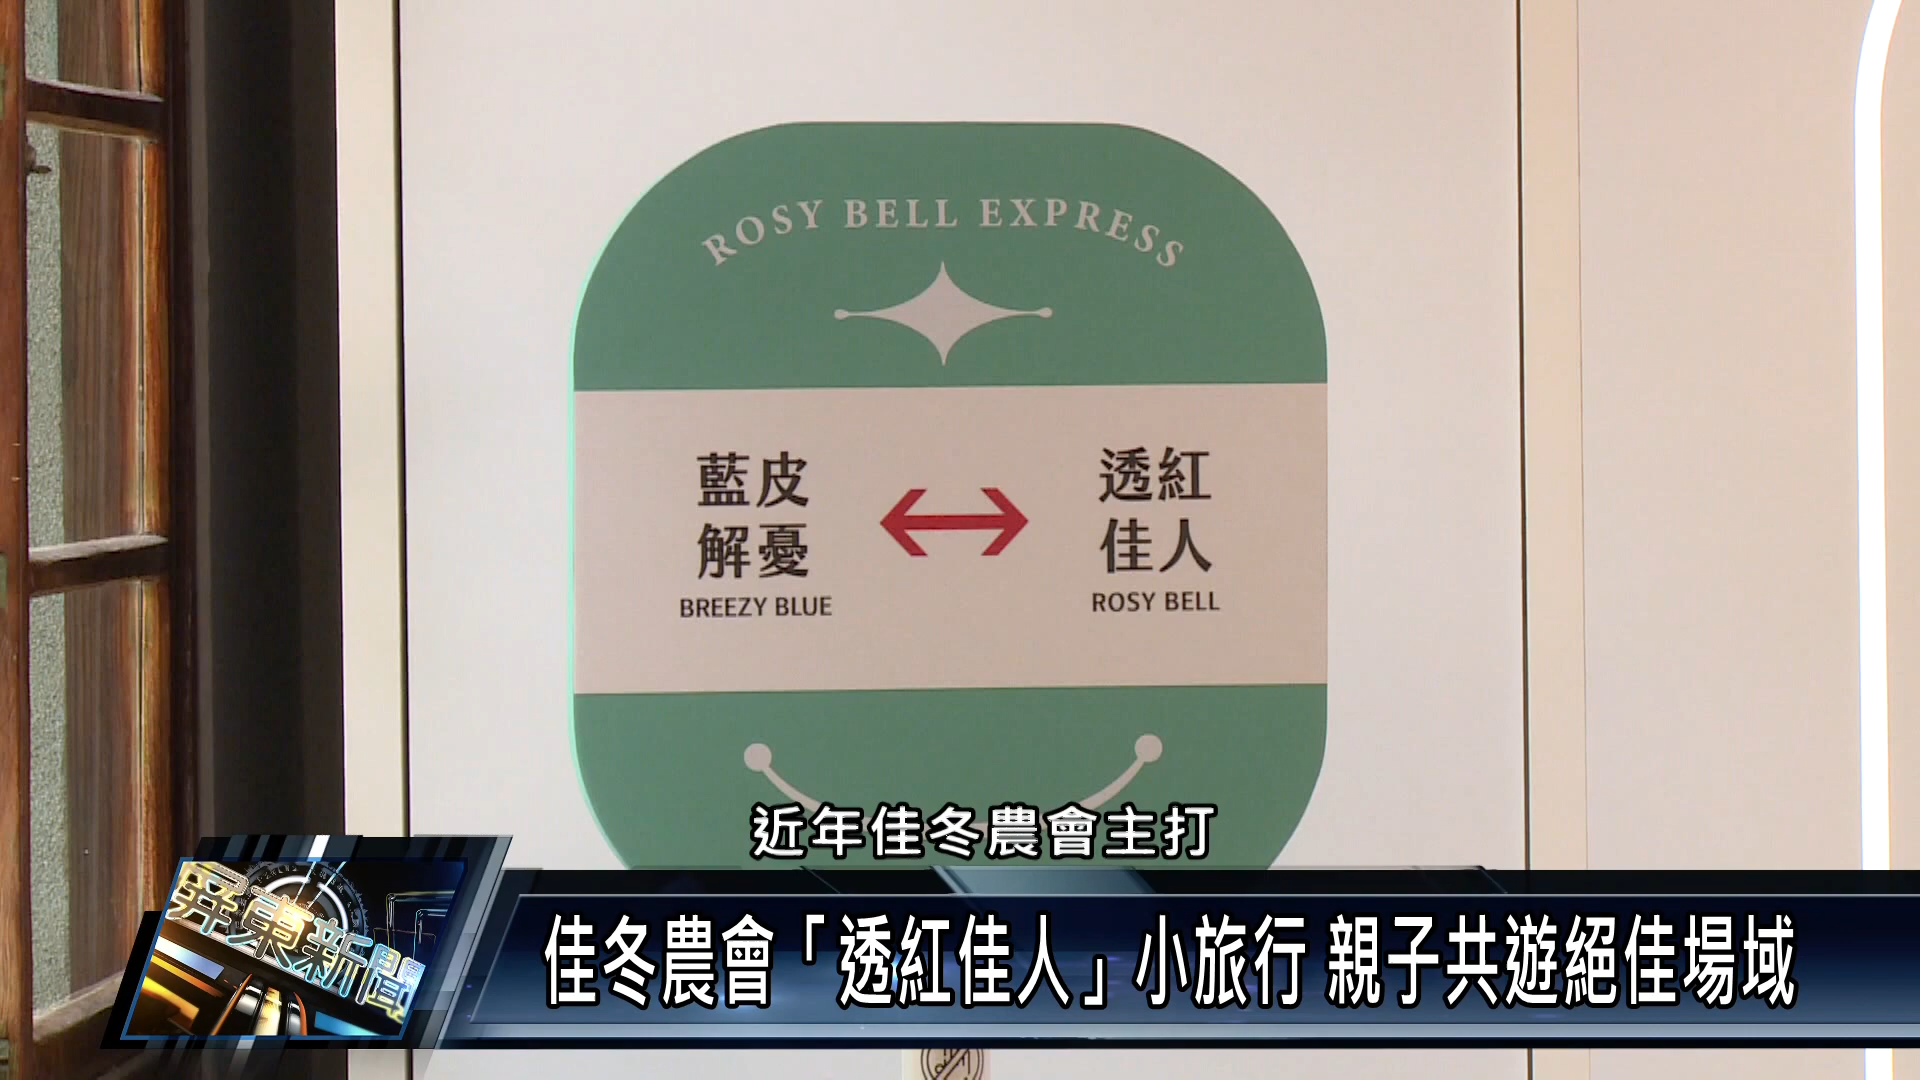 ROSY BELL EXPRESS
藍皮 透紅
解憂 佳人
BREEZY BLUE ROSY BELL
近年佳冬農會主打
屏東新聞
佳冬農會「透紅佳人」小旅行 親子共遊絕佳場域